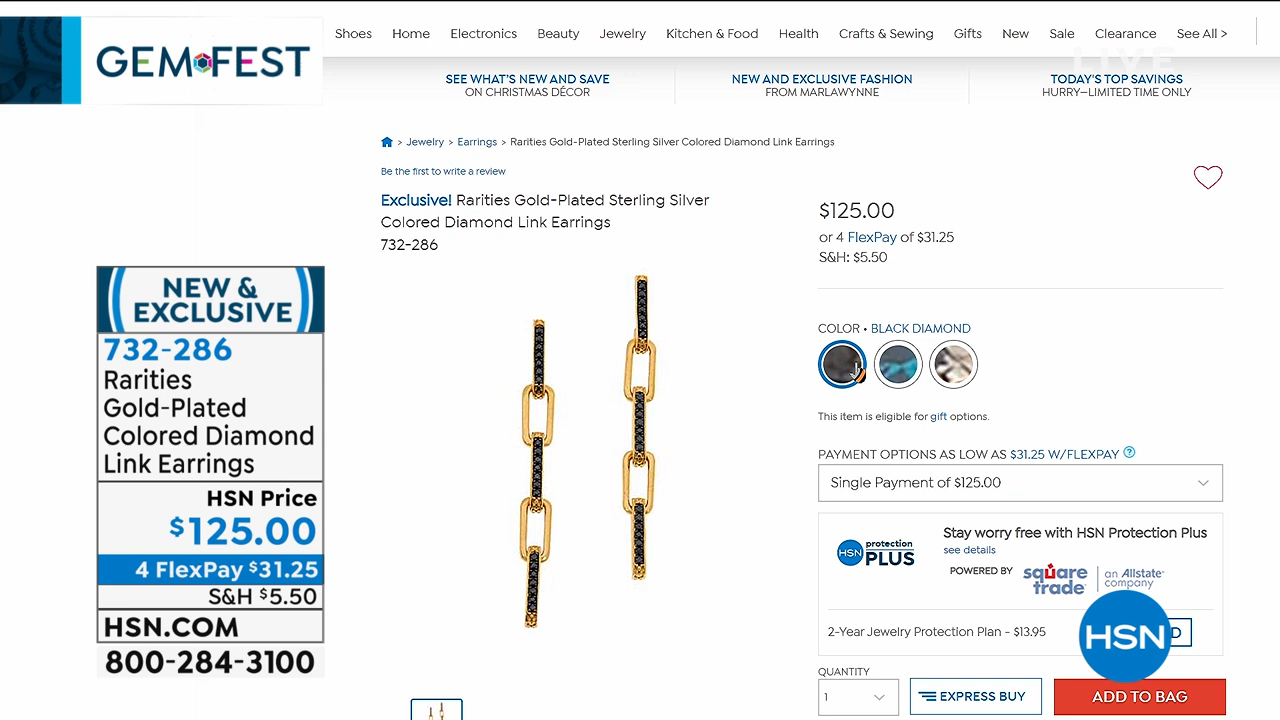 GEM FEST
Shoes Home Electronics Beauty Jewelry Kitchen & Food Health Crafts & Sewing Gifts New Sale Clearance See All >
LIVE
SEE WHAT'S NEW AND SAVE
ON CHRISTMAS DÉCOR
NEW AND EXCLUSIVE FASHION
FROM MARLAWYNNE
TODAY'S TOP SAVINGS
HURRY—LIMITED TIME ONLY
> Jewelry > Earrings > Rarities Gold-Plated Sterling Silver Colored Diamond Link Earrings
Be the first to write a review
Exclusive! Rarities Gold-Plated Sterling Silver
Colored Diamond Link Earrings
732-286
$125.00
or 4 FlexPay of $31.25
S&H: $5.50
COLOR • BLACK DIAMOND
This item is eligible for gift options.
PAYMENT OPTIONS AS LOW AS $31.25 W/FLEXPAY ?
Single Payment of $125.00
HSN protection PLUS
Stay worry free with HSN Protection Plus
see details
POWERED BY square trade an Allstate company
2-Year Jewelry Protection Plan - $13.95
D
HSN
QUANTITY
1
EXPRESS BUY
ADD TO BAG
NEW &
EXCLUSIVE
732-286
Rarities
Gold-Plated
Colored Diamond
Link Earrings
HSN Price
$125.00
4 FlexPay $31.25
S&H $5.50
HSN.COM
800-284-3100